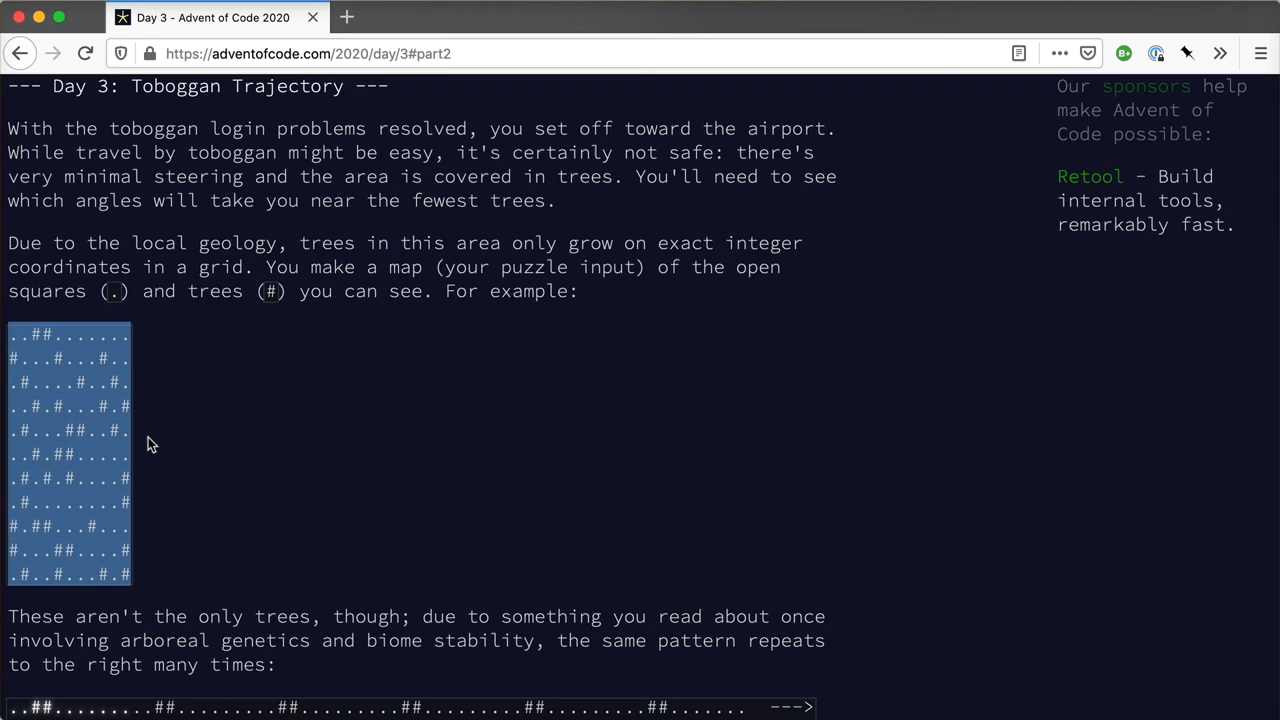 Day 3 - Advent of Code 2020
https://adventofcode.com/2020/day/3#part2
B+
--- Day 3: Toboggan Trajectory ---
With the toboggan login problems resolved, you set off toward the airport.
While travel by toboggan might be easy, it's certainly not safe: there's
very minimal steering and the area is covered in trees. You'll need to see
which angles will take you near the fewest trees.
Due to the local geology, trees in this area only grow on exact integer
coordinates in a grid. You make a map (your puzzle input) of the open
squares (.) and trees (#) you can see. For example:
..##.......
#...#...#..
.#....#..#.
..#.#...#.#
.#...##..#.
..#.##.....
.#.#.#....#
.#........#
#.##...#...
#...##....#
.#..#...#.#
These aren't the only trees, though; due to something you read about once
involving arboreal genetics and biome stability, the same pattern repeats
to the right many times:
..##.........##.........##.........##.........##.........##.......  --->
Our sponsors help
make Advent of
Code possible:
Retool - Build
internal tools,
remarkably fast.